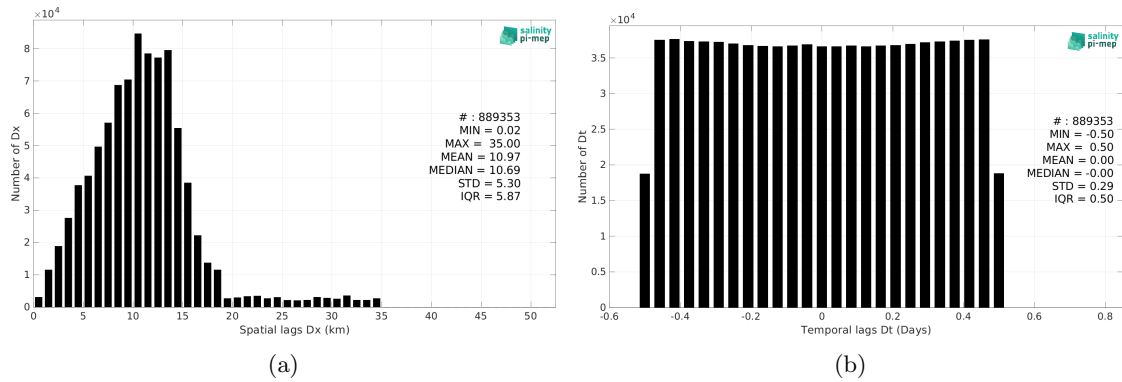 ×10⁴
8
7
6
5
4
3
2
1
0
Number of Dx
0 5 10 15 20 25 30 35 40 45 50
Spatial lags Dx (km)
salinity
pi-mep
# : 889353
MIN = 0.02
MAX = 35.00
MEAN = 10.97
MEDIAN = 10.69
STD = 5.30
IQR = 5.87
(a)
×10⁴
3.5
3
2.5
2
1.5
1
0.5
0
Number of Dt
-0.6 -0.4 -0.2 0 0.2 0.4 0.6 0.8
Temporal lags Dt (Days)
salinity
pi-mep
# : 889353
MIN = -0.50
MAX = 0.50
MEAN = 0.00
MEDIAN = -0.00
STD = 0.29
IQR = 0.50
(b)